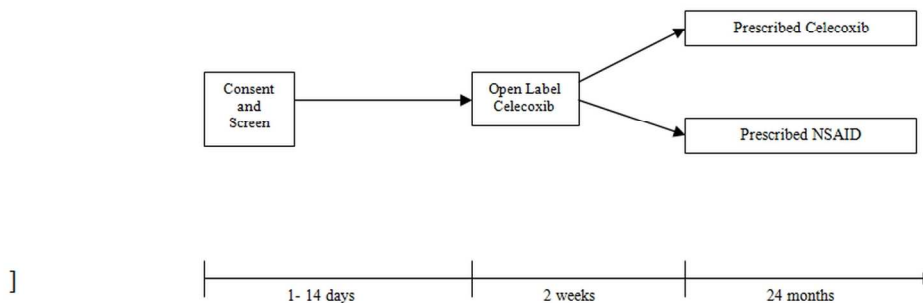 Prescribed Celecoxib
Consent
and
Screen
Open Label
Celecoxib
Prescribed NSAID
]
1- 14 days
2 weeks
24 months